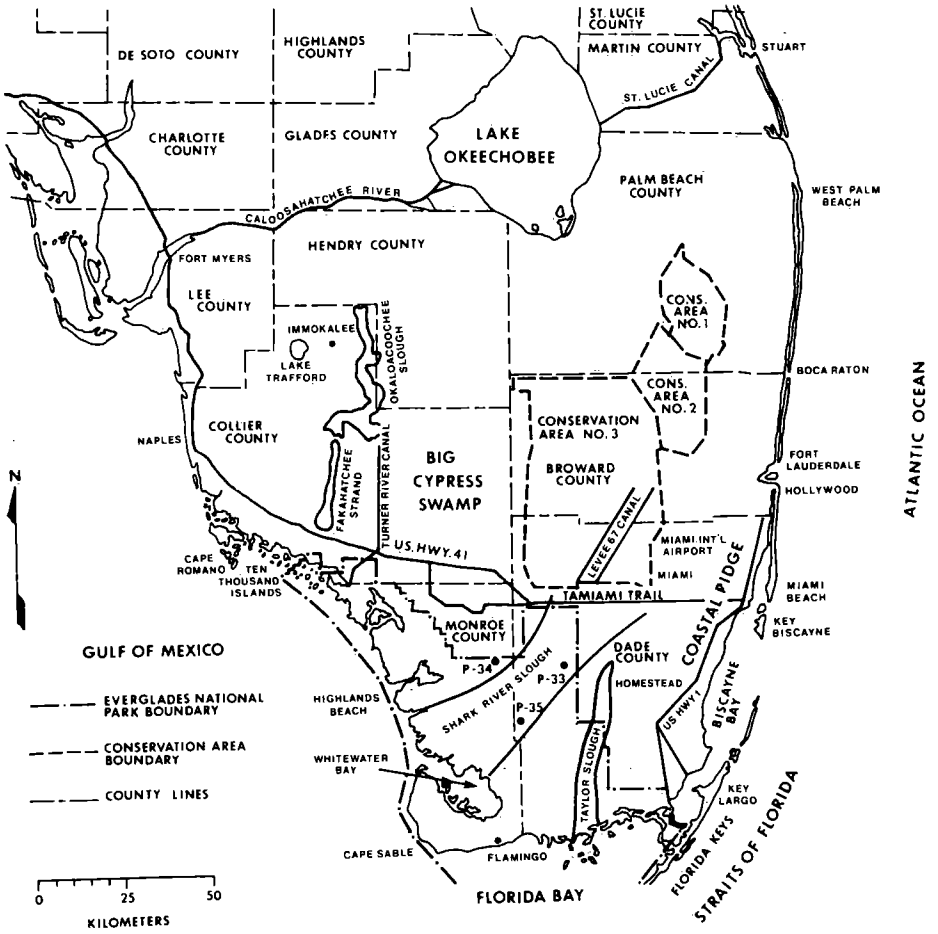 ST. LUCIE
COUNTY
HIGHLANDS
COUNTY
DE SOTO COUNTY
MARTIN COUNTY
STUART
ST. LUCIE CANAL
CHARLOTTE
COUNTY
GLADES COUNTY
LAKE
OKEECHOBEE
PALM BEACH
COUNTY
WEST PALM
BEACH
CALOOSAHATCHEE RIVER
HENDRY COUNTY
FORT MYERS
LEE
COUNTY
CONS.
AREA
NO. 1
IMMOKALEE
LAKE
TRAFFORD
OKALOACOOCHEE
SLOUGH
BOCA RATON
CONS.
AREA
NO. 2
CONSERVATION
AREA NO. 3
COLLIER
COUNTY
NAPLES
BIG
CYPRESS
SWAMP
BROWARD
COUNTY
FORT
LAUDERDALE
HOLLYWOOD
ATLANTIC OCEAN
N
FAKAHATCHEE
STRAND
TURNER RIVER CANAL
US. HWY. 41
LEVEE 67 CANAL
MIAMI INT'L
AIRPORT
MIAMI
CAPE
ROMANO
TEN
THOUSAND
ISLANDS
TAMIAMI TRAIL
COASTAL PIDGE
MIAMI
BEACH
KEY
BISCAYNE
MONROE
COUNTY
DADE
COUNTY
GULF OF MEXICO
P-34
P-33
HOMESTEAD
EVERGLADES NATIONAL
PARK BOUNDARY
HIGHLANDS
BEACH
SHARK RIVER SLOUGH
P-35
US HWY 1
BISCAYNE
BAY
CONSERVATION AREA
BOUNDARY
WHITEWATER
BAY
TAYLOR SLOUGH
COUNTY LINES
KEY
LARGO
CAPE SABLE
FLAMINGO
FLORIDA KEYS
STRAITS OF FLORIDA
FLORIDA BAY
0 25 50
KILOMETERS